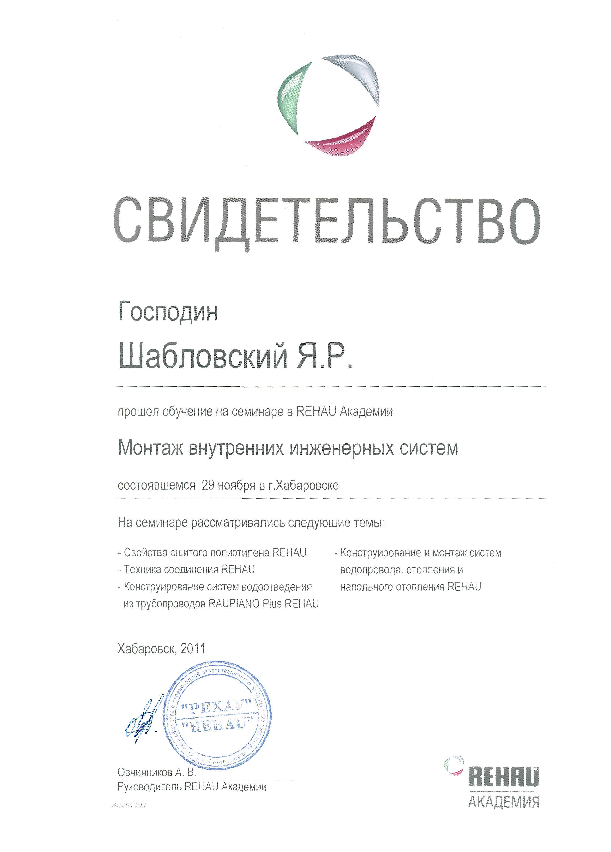 СВИДЕТЕЛЬСТВО
Господин
Шабловский Я.Р.
прошел обучение на семинаре в REHAU Академии
Монтаж внутренних инженерных систем
состоявшемся 29 ноября в г.Хабаровске
На семинаре рассматривались следующие темы:
- Свойства сшитого полиэтилена REHAU
- Техника соединения REHAU
- Конструирование систем водоотведения
из трубопроводов RAUPIANO Plus REHAU
- Конструирование и монтаж систем
водопровода, отопления и
напольного отопления REHAU
Хабаровск, 2011
"РЕХАУ"
"REHAU"
Овчинников А. В.
Руководитель REHAU Академии
REHAU
АКАДЕМИЯ